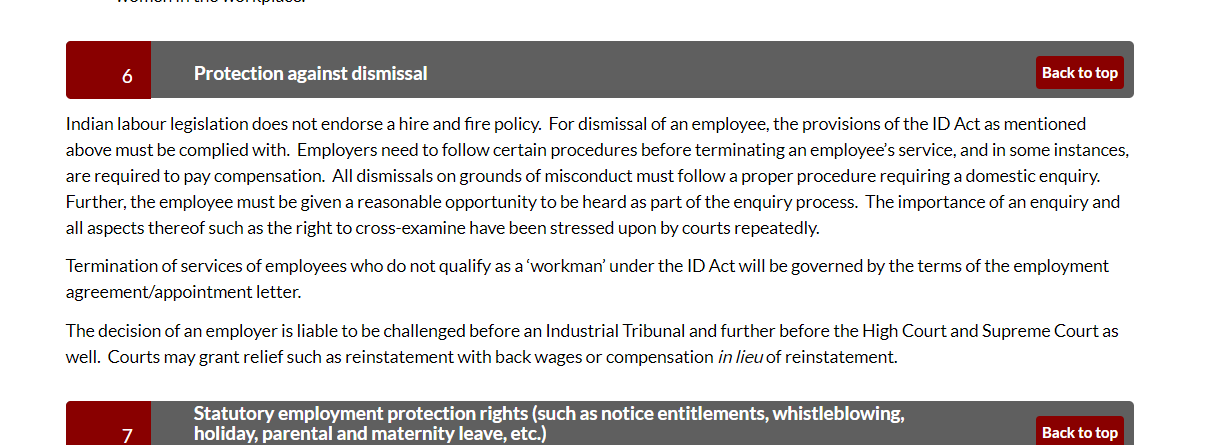 women in the workplace.
6 Protection against dismissal Back to top
Indian labour legislation does not endorse a hire and fire policy.  For dismissal of an employee, the provisions of the ID Act as mentioned
above must be complied with.  Employers need to follow certain procedures before terminating an employee's service, and in some instances,
are required to pay compensation.  All dismissals on grounds of misconduct must follow a proper procedure requiring a domestic enquiry.
Further, the employee must be given a reasonable opportunity to be heard as part of the enquiry process.  The importance of an enquiry and
all aspects thereof such as the right to cross-examine have been stressed upon by courts repeatedly.
Termination of services of employees who do not qualify as a 'workman' under the ID Act will be governed by the terms of the employment
agreement/appointment letter.
The decision of an employer is liable to be challenged before an Industrial Tribunal and further before the High Court and Supreme Court as
well.  Courts may grant relief such as reinstatement with back wages or compensation in lieu of reinstatement.
Statutory employment protection rights (such as notice entitlements, whistleblowing,
7 holiday, parental and maternity leave, etc.) Back to top